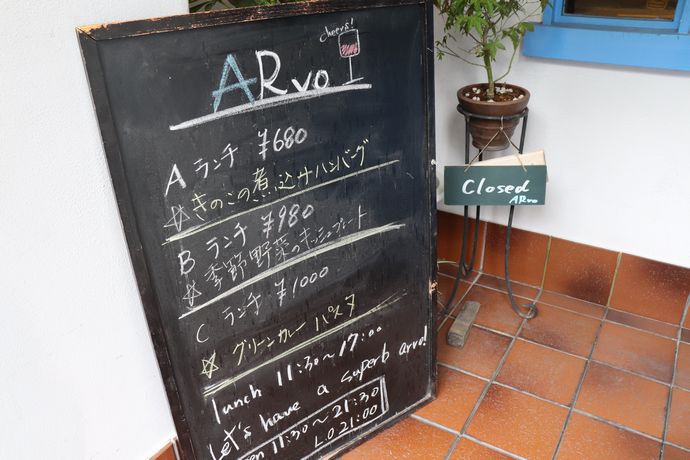 cheers!
ARvo
A ランチ ¥680
☆きのこの煮込みハンバーグ
B ランチ ¥980
☆季節野菜のキッシュプレート
C ランチ ¥1000
☆ グリーンカレー パスタ
lunch 11:30~17:00
Let's have a superb arvo!
11:30~21:30
L.O 21:00
Closed
ARvo